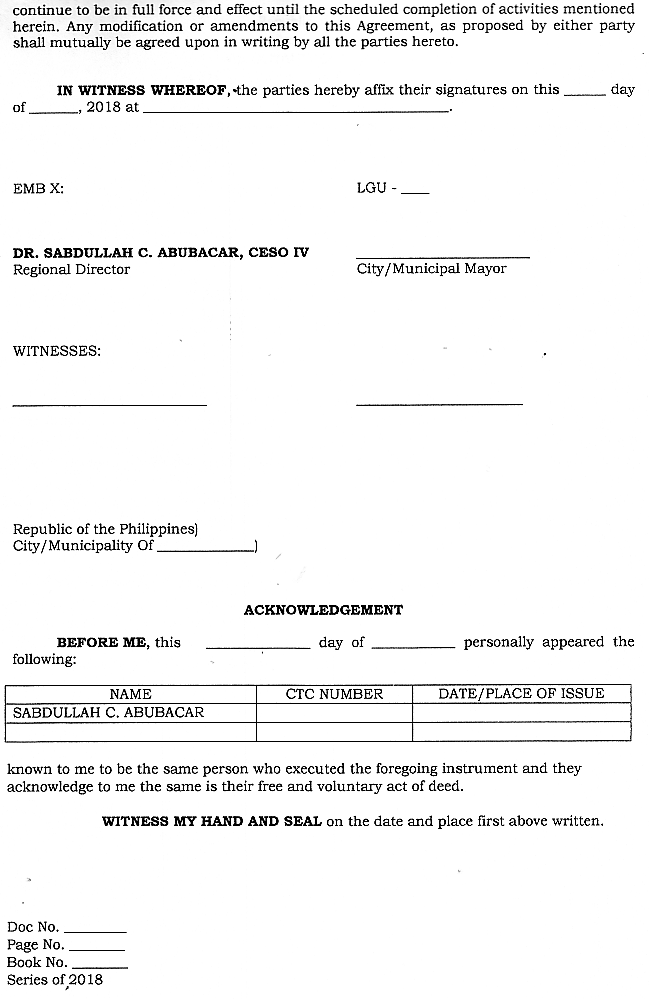 continue to be in full force and effect until the scheduled completion of activities mentioned
herein. Any modification or amendments to this Agreement, as proposed by either party
shall mutually be agreed upon in writing by all the parties hereto.
IN WITNESS WHEREOF, the parties hereby affix their signatures on this _____ day
of ______, 2018 at ______________________________________.
EMB X: LGU - ____
DR. SABDULLAH C. ABUBACAR, CESO IV ______________________
Regional Director City/Municipal Mayor
WITNESSES:
_________________________ _____________________
Republic of the Philippines)
City/Municipality Of ____________)
ACKNOWLEDGEMENT
BEFORE ME, this _____________ day of __________ personally appeared the
following:
NAME CTC NUMBER DATE/PLACE OF ISSUE
SABDULLAH C. ABUBACAR
known to me to be the same person who executed the foregoing instrument and they
acknowledge to me the same is their free and voluntary act of deed.
WITNESS MY HAND AND SEAL on the date and place first above written.
Doc No. ________
Page No. _______
Book No. _______
Series of 2018